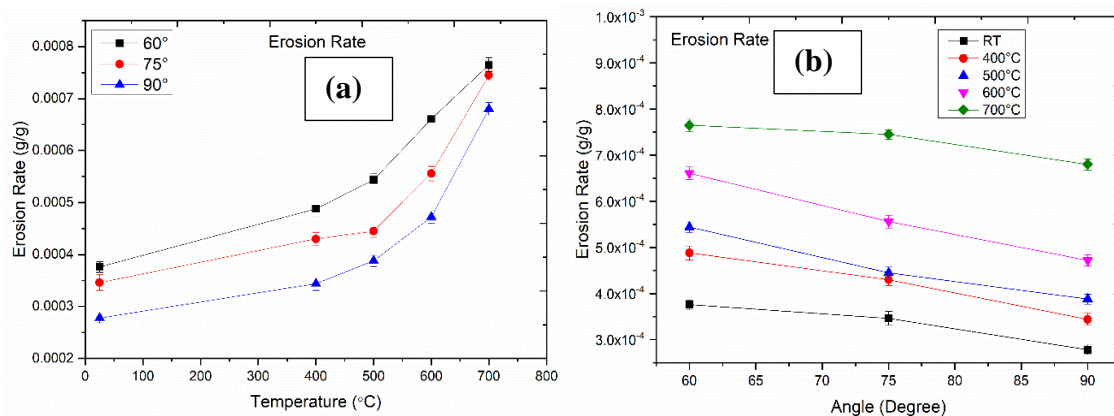 Erosion Rate
(a)
60°
75°
90°
0.0008
0.0007
0.0006
0.0005
0.0004
0.0003
0.0002
Erosion Rate (g/g)
0 100 200 300 400 500 600 700 800
Temperature (°C)
Erosion Rate
(b)
RT
400°C
500°C
600°C
700°C
1.0x10⁻³
9.0x10⁻⁴
8.0x10⁻⁴
7.0x10⁻⁴
6.0x10⁻⁴
5.0x10⁻⁴
4.0x10⁻⁴
3.0x10⁻⁴
Erosion Rate (g/g)
60 65 70 75 80 85 90
Angle (Degree)